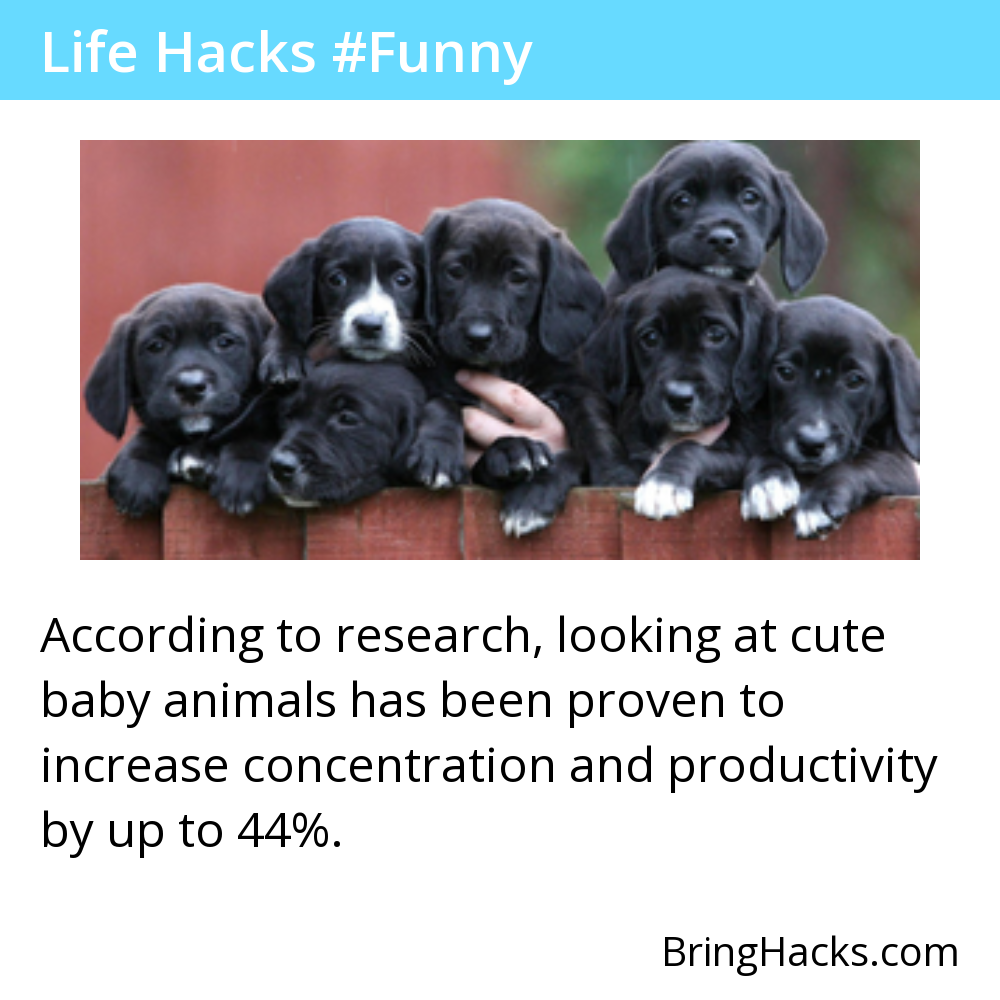 Life Hacks #Funny
According to research, looking at cute
baby animals has been proven to
increase concentration and productivity
by up to 44%.
BringHacks.com